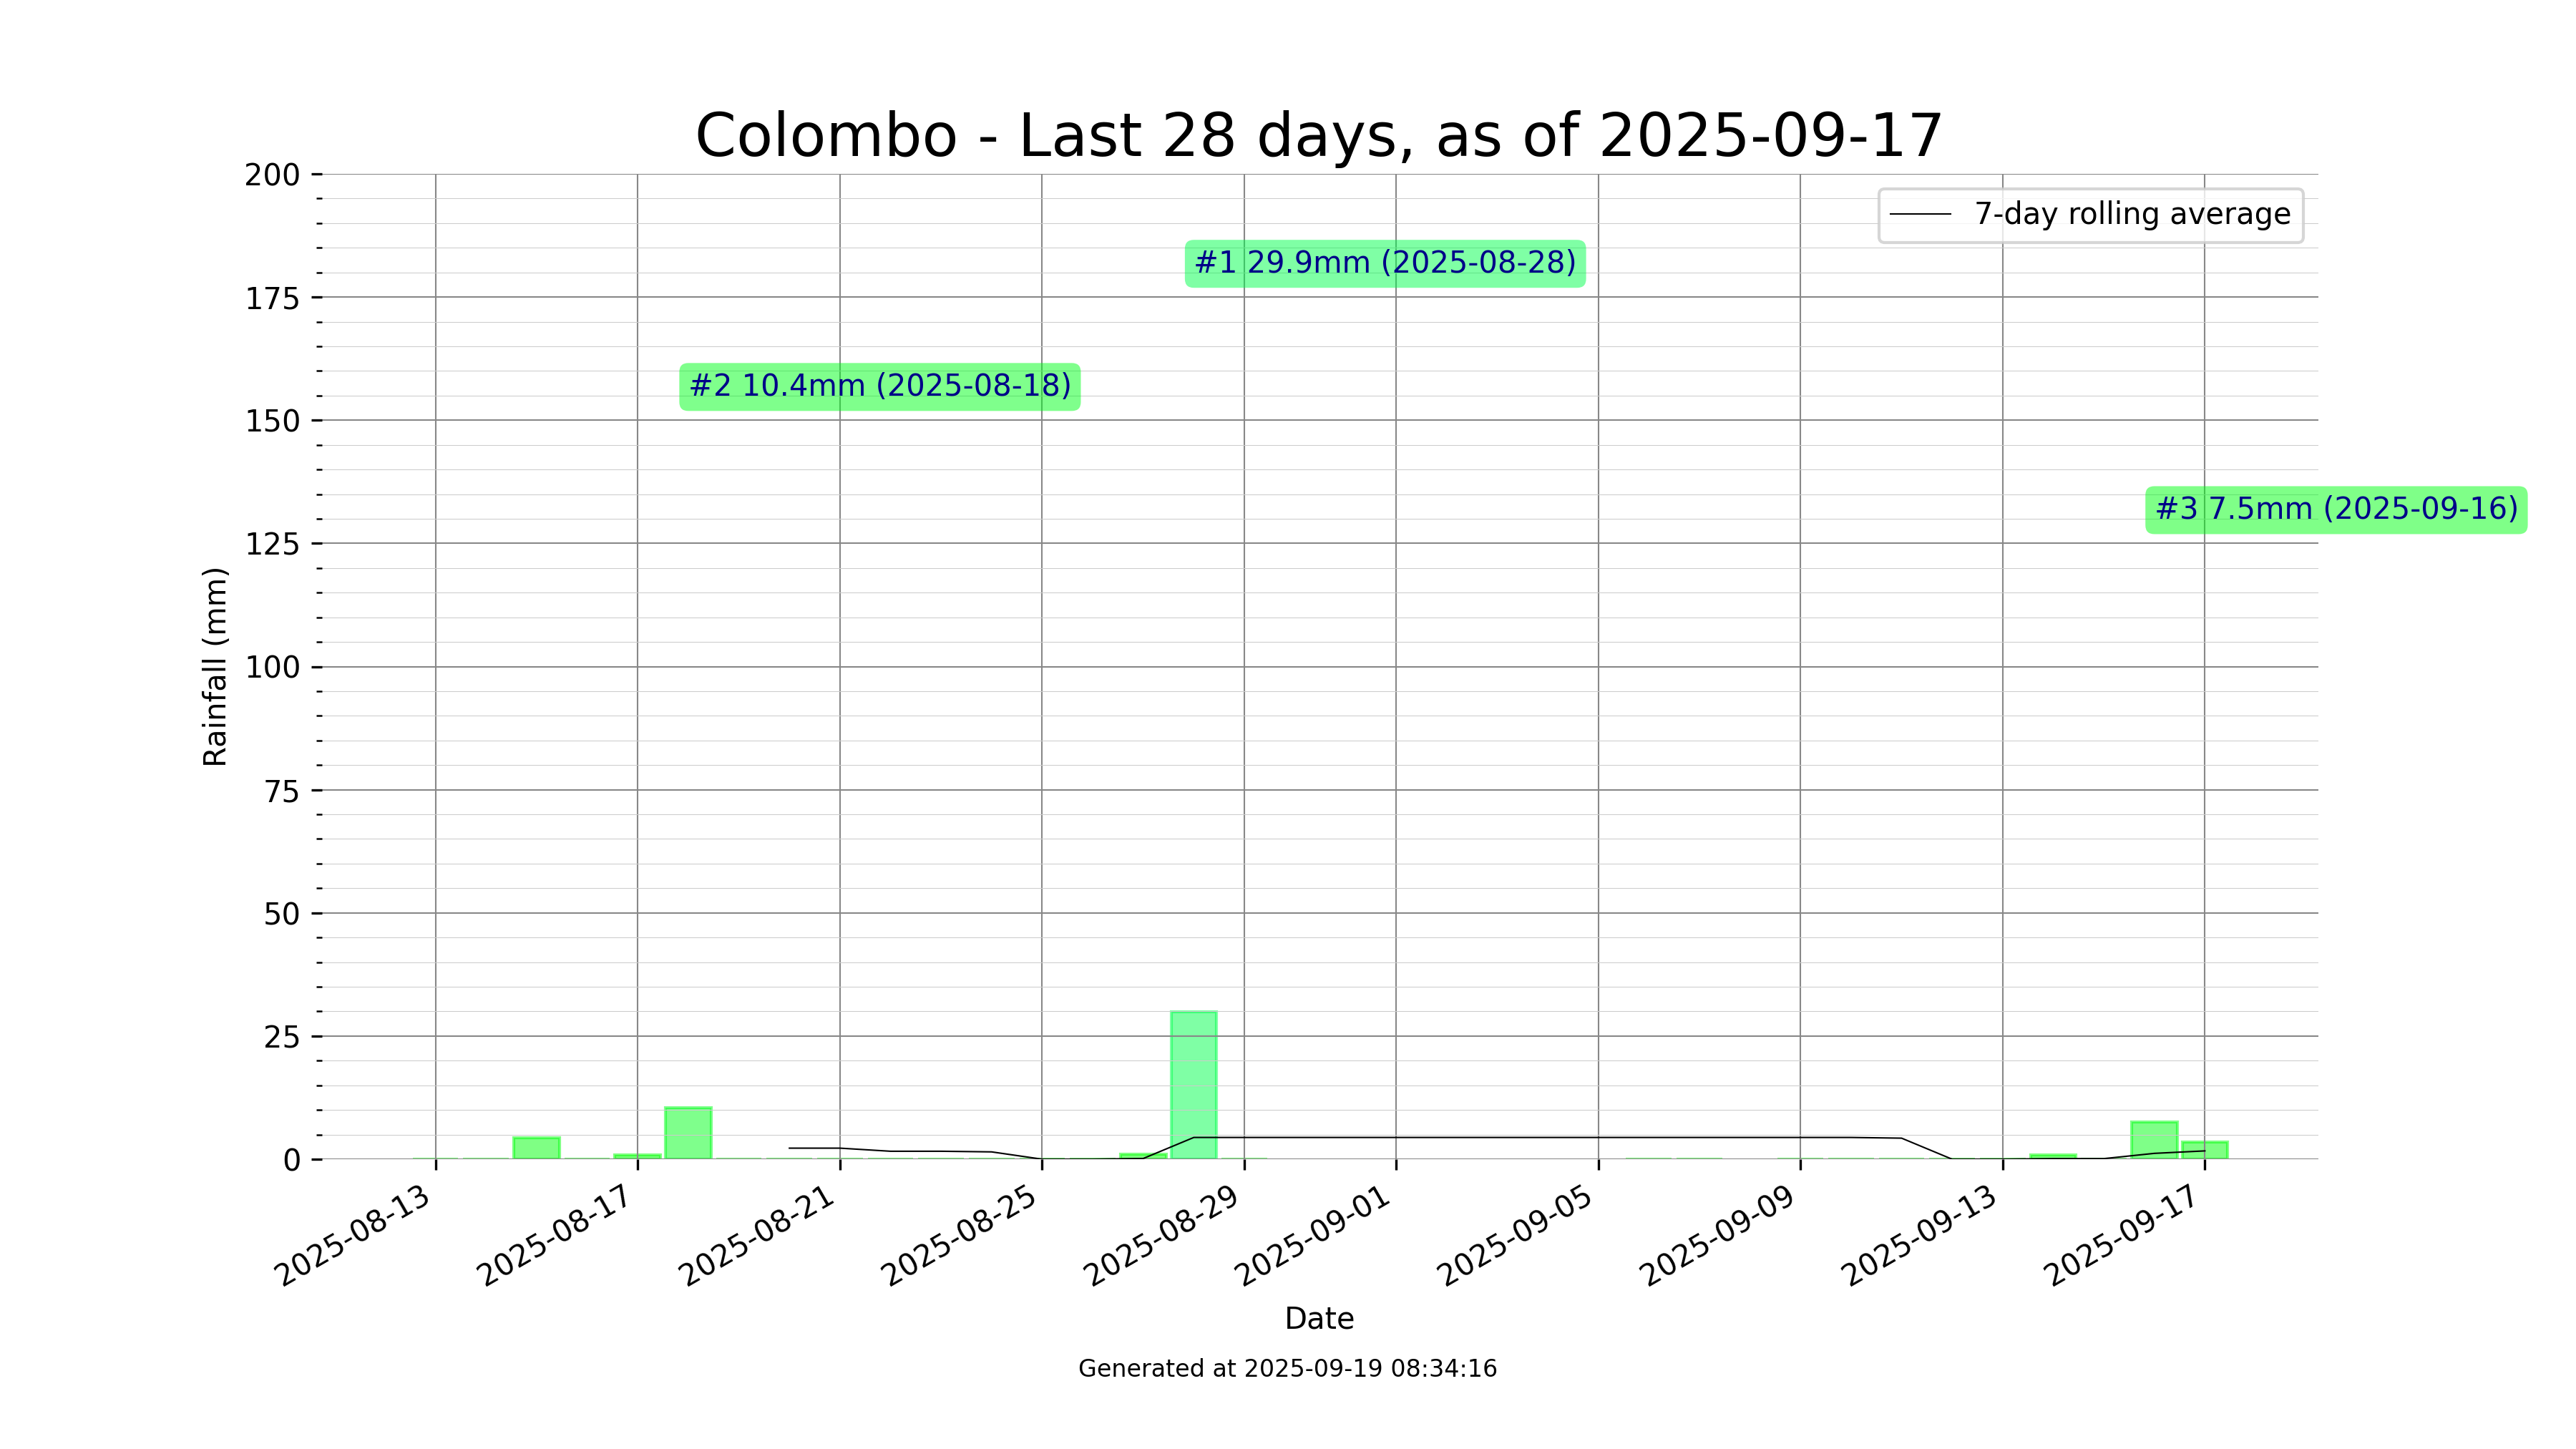 Colombo - Last 28 days, as of 2025-09-17
7-day rolling average
#1 29.9mm (2025-08-28)
#2 10.4mm (2025-08-18)
#3 7.5mm (2025-09-16)
Rainfall (mm)
200
175
150
125
100
75
50
25
0
2025-08-13
2025-08-17
2025-08-21
2025-08-25
2025-08-29
2025-09-01
2025-09-05
2025-09-09
2025-09-13
2025-09-17
Date
Generated at 2025-09-19 08:34:16